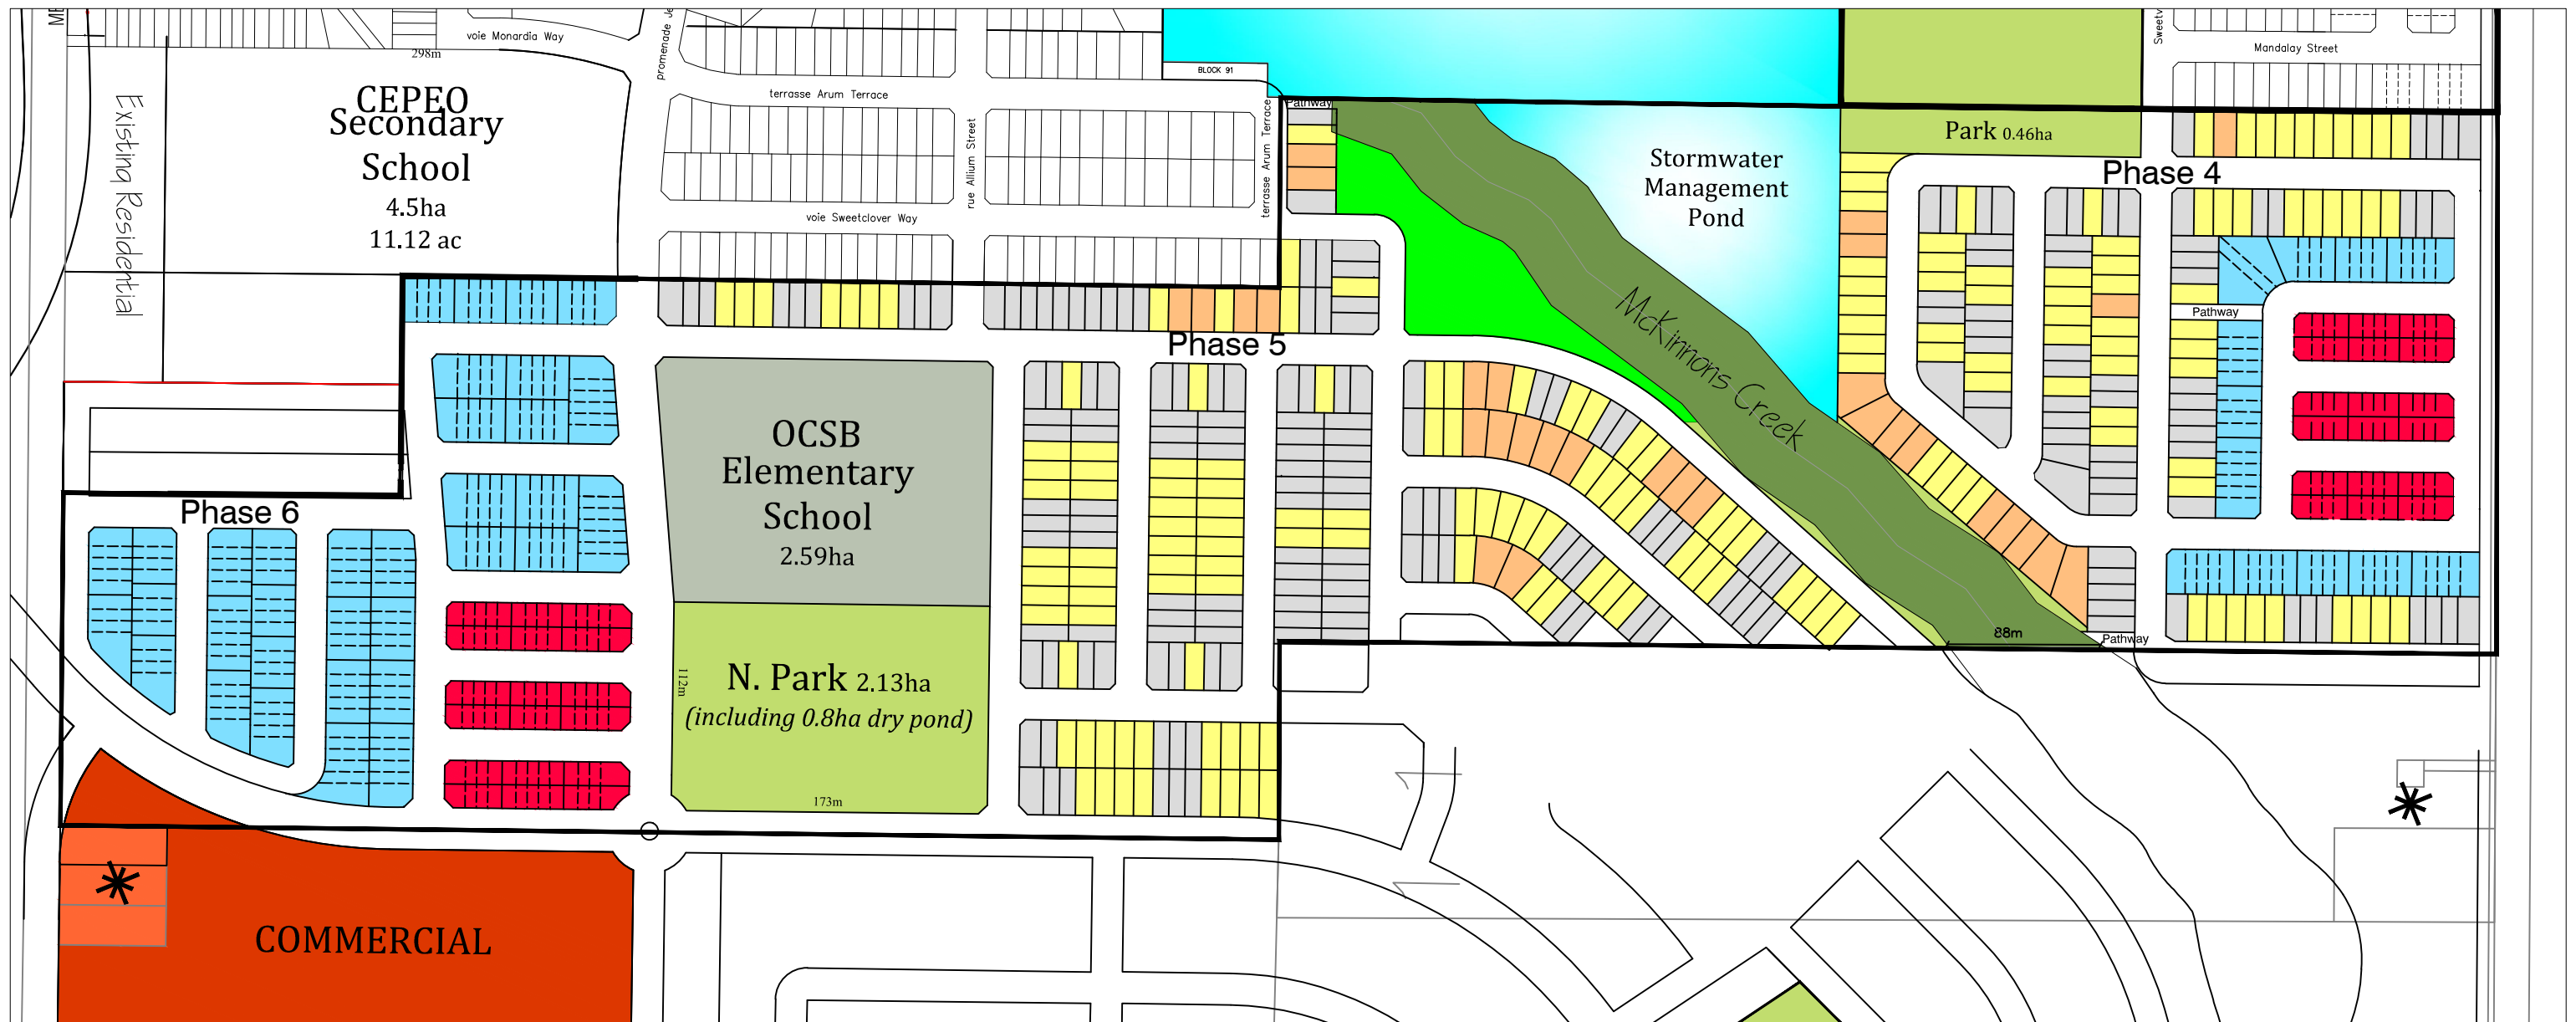 voie Monardia Way
298m
CEPEO
Secondary
School
4.5ha
11.12 ac
Existing Residential
terrasse Arum Terrace
rue Allium Street
terrasse Arum Terrace
voie Sweetclover Way
BLOCK 91
Pathway
Stormwater
Management
Pond
Park 0.46ha
Mandalay Street
Phase 4
Pathway
McKinnons Creek
Phase 5
OCSB
Elementary
School
2.59ha
N. Park 2.13ha
(including 0.8ha dry pond)
112m
173m
Phase 6
88m
Pathway
COMMERCIAL